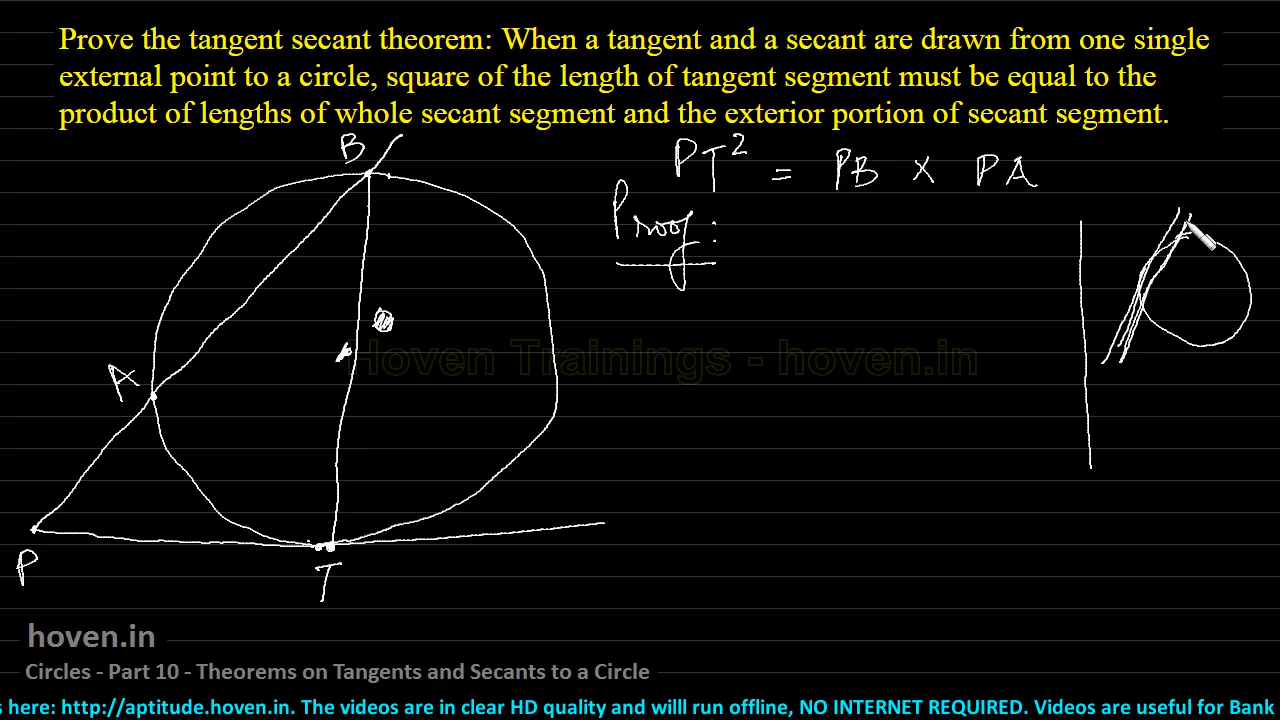 Prove the tangent secant theorem: When a tangent and a secant are drawn from one single
external point to a circle, square of the length of tangent segment must be equal to the
product of lengths of whole secant segment and the exterior portion of secant segment.
B
PT² = PB × PA
Proof:
Hoven Trainings - hoven.in
A
P
T
hoven.in
Circles - Part 10 - Theorems on Tangents and Secants to a Circle
s here: http://aptitude.hoven.in. The videos are in clear HD quality and willl run offline, NO INTERNET REQUIRED. Videos are useful for Bank